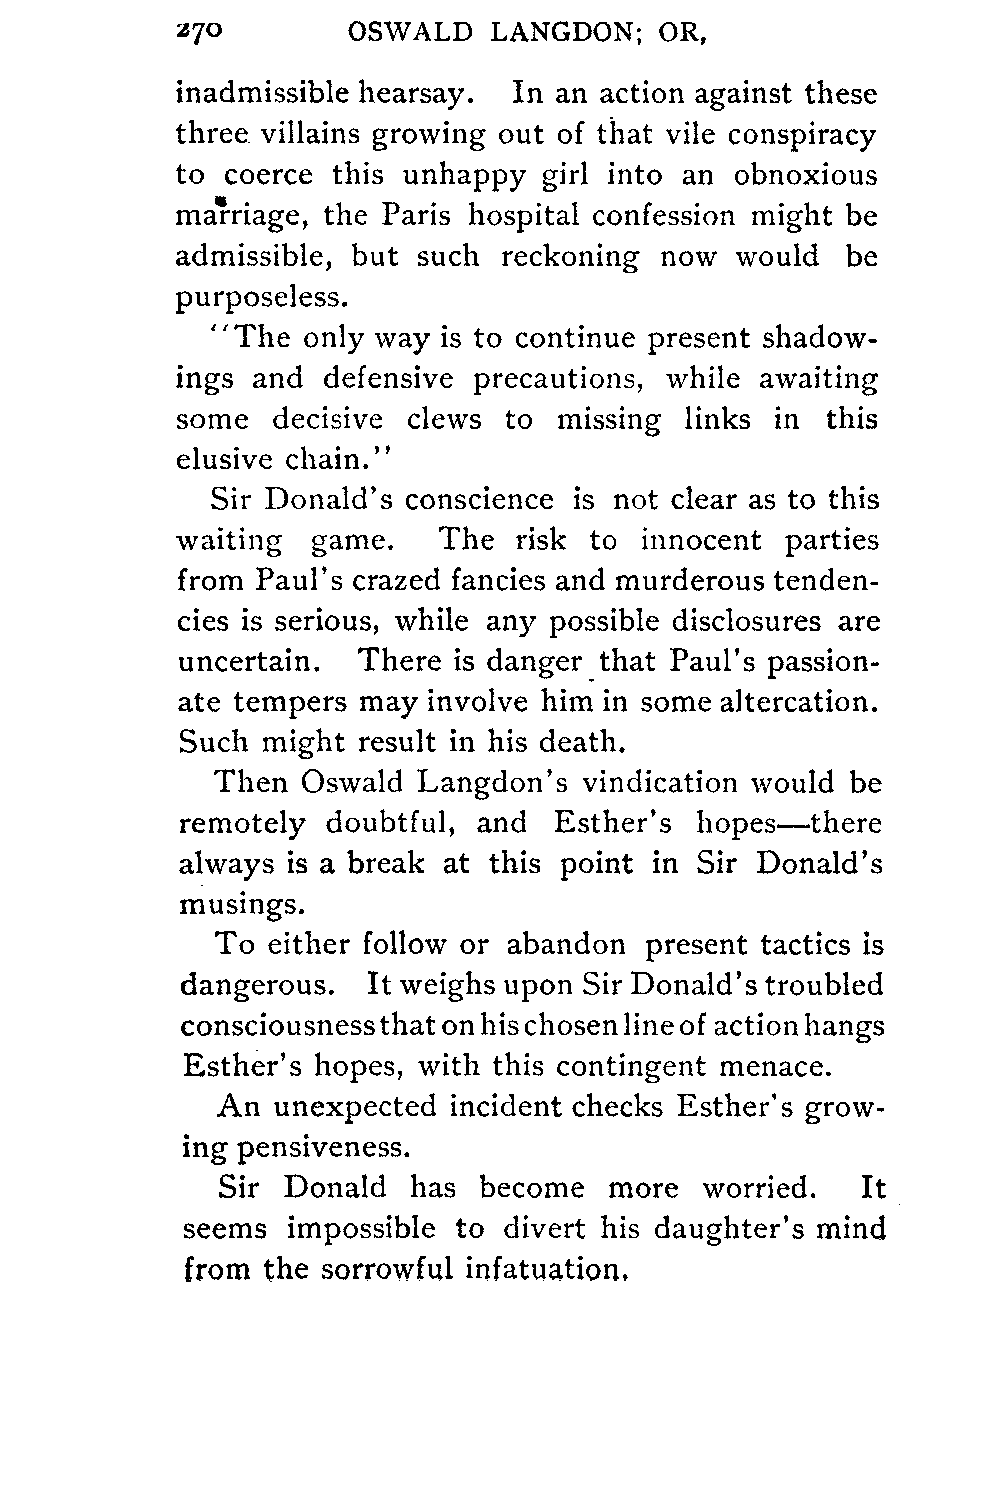 270 OSWALD LANGDON; OR,
inadmissible hearsay. In an action against these
three villains growing out of that vile conspiracy
to coerce this unhappy girl into an obnoxious
marriage, the Paris hospital confession might be
admissible, but such reckoning now would be
purposeless.
"The only way is to continue present shadow-
ings and defensive precautions, while awaiting
some decisive clews to missing links in this
elusive chain."
Sir Donald's conscience is not clear as to this
waiting game. The risk to innocent parties
from Paul's crazed fancies and murderous tenden-
cies is serious, while any possible disclosures are
uncertain. There is danger that Paul's passion-
ate tempers may involve him in some altercation.
Such might result in his death.
Then Oswald Langdon's vindication would be
remotely doubtful, and Esther's hopes—there
always is a break at this point in Sir Donald's
musings.
To either follow or abandon present tactics is
dangerous. It weighs upon Sir Donald's troubled
consciousness that on his chosen line of action hangs
Esther's hopes, with this contingent menace.
An unexpected incident checks Esther's grow-
ing pensiveness.
Sir Donald has become more worried. It
seems impossible to divert his daughter's mind
from the sorrowful infatuation.